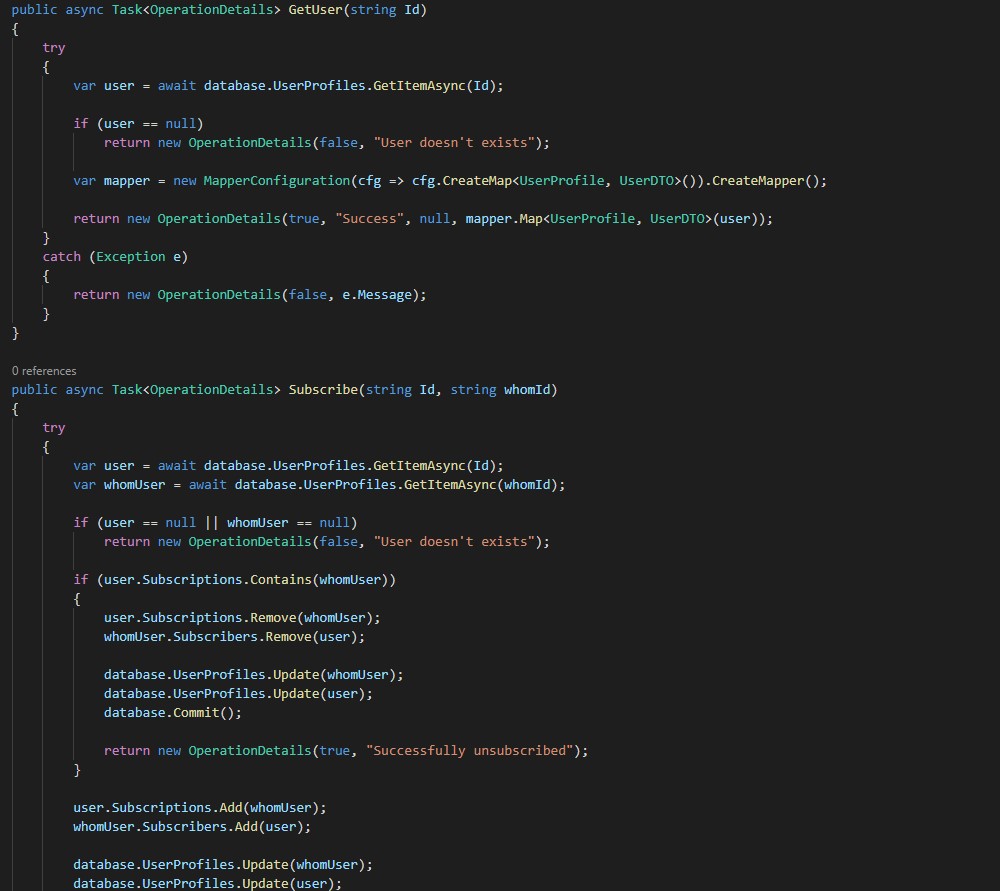 public async Task<OperationDetails> GetUser(string Id)
{
    try
    {
        var user = await database.UserProfiles.GetItemAsync(Id);

        if (user == null)
            return new OperationDetails(false, "User doesn't exists");

        var mapper = new MapperConfiguration(cfg => cfg.CreateMap<UserProfile, UserDTO>()).CreateMapper();

        return new OperationDetails(true, "Success", null, mapper.Map<UserProfile, UserDTO>(user));
    }
    catch (Exception e)
    {
        return new OperationDetails(false, e.Message);
    }
}

0 references
public async Task<OperationDetails> Subscribe(string Id, string whomId)
{
    try
    {
        var user = await database.UserProfiles.GetItemAsync(Id);
        var whomUser = await database.UserProfiles.GetItemAsync(whomId);

        if (user == null || whomUser == null)
            return new OperationDetails(false, "User doesn't exists");

        if (user.Subscriptions.Contains(whomUser))
        {
            user.Subscriptions.Remove(whomUser);
            whomUser.Subscribers.Remove(user);

            database.UserProfiles.Update(whomUser);
            database.UserProfiles.Update(user);
            database.Commit();

            return new OperationDetails(true, "Successfully unsubscribed");
        }

        user.Subscriptions.Add(whomUser);
        whomUser.Subscribers.Add(user);

        database.UserProfiles.Update(whomUser);
        database.UserProfiles.Update(user);